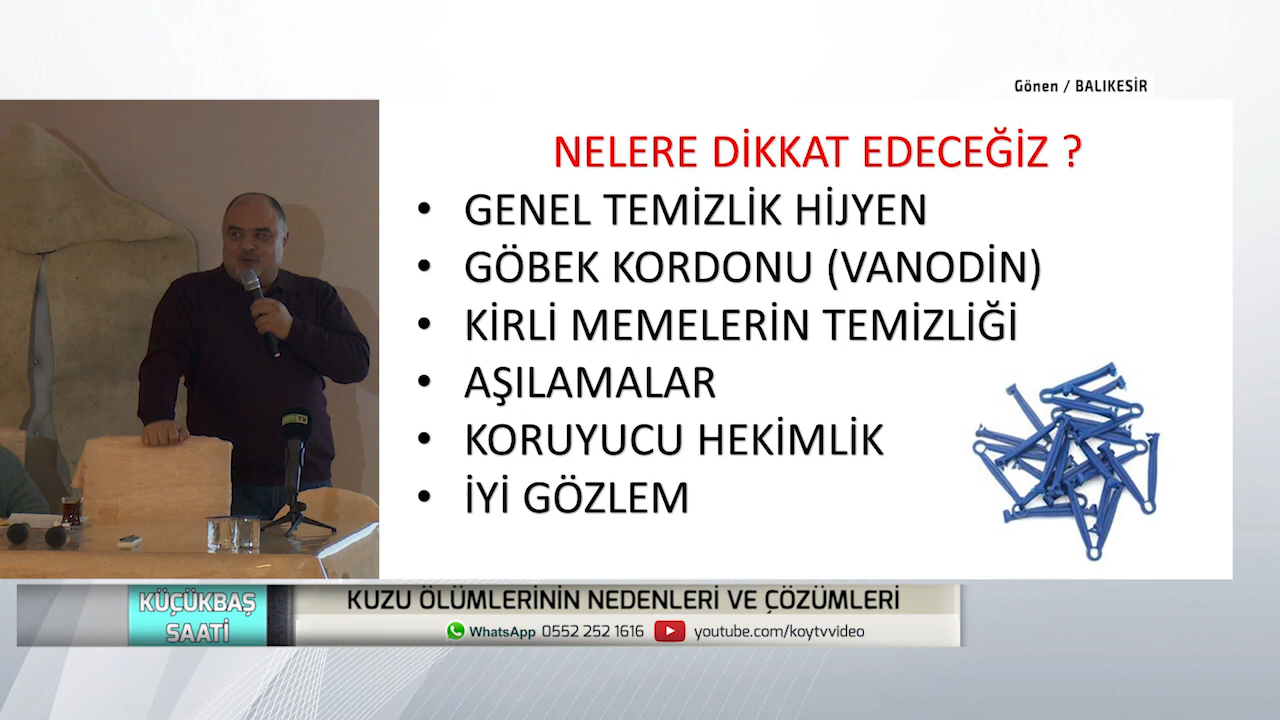 Gönen / BALIKESİR
NELERE DİKKAT EDECEĞİZ ?
• GENEL TEMİZLİK HİJYEN
• GÖBEK KORDONU (VANODİN)
• KİRLİ MEMELERİN TEMİZLİĞİ
• AŞILAMALAR
• KORUYUCU HEKİMLİK
• İYİ GÖZLEM
KÜÇÜKBAŞ
SAATİ
KUZU ÖLÜMLERİNİN NEDENLERİ VE ÇÖZÜMLERİ
WhatsApp 0552 252 1616 youtube.com/koytvvideo